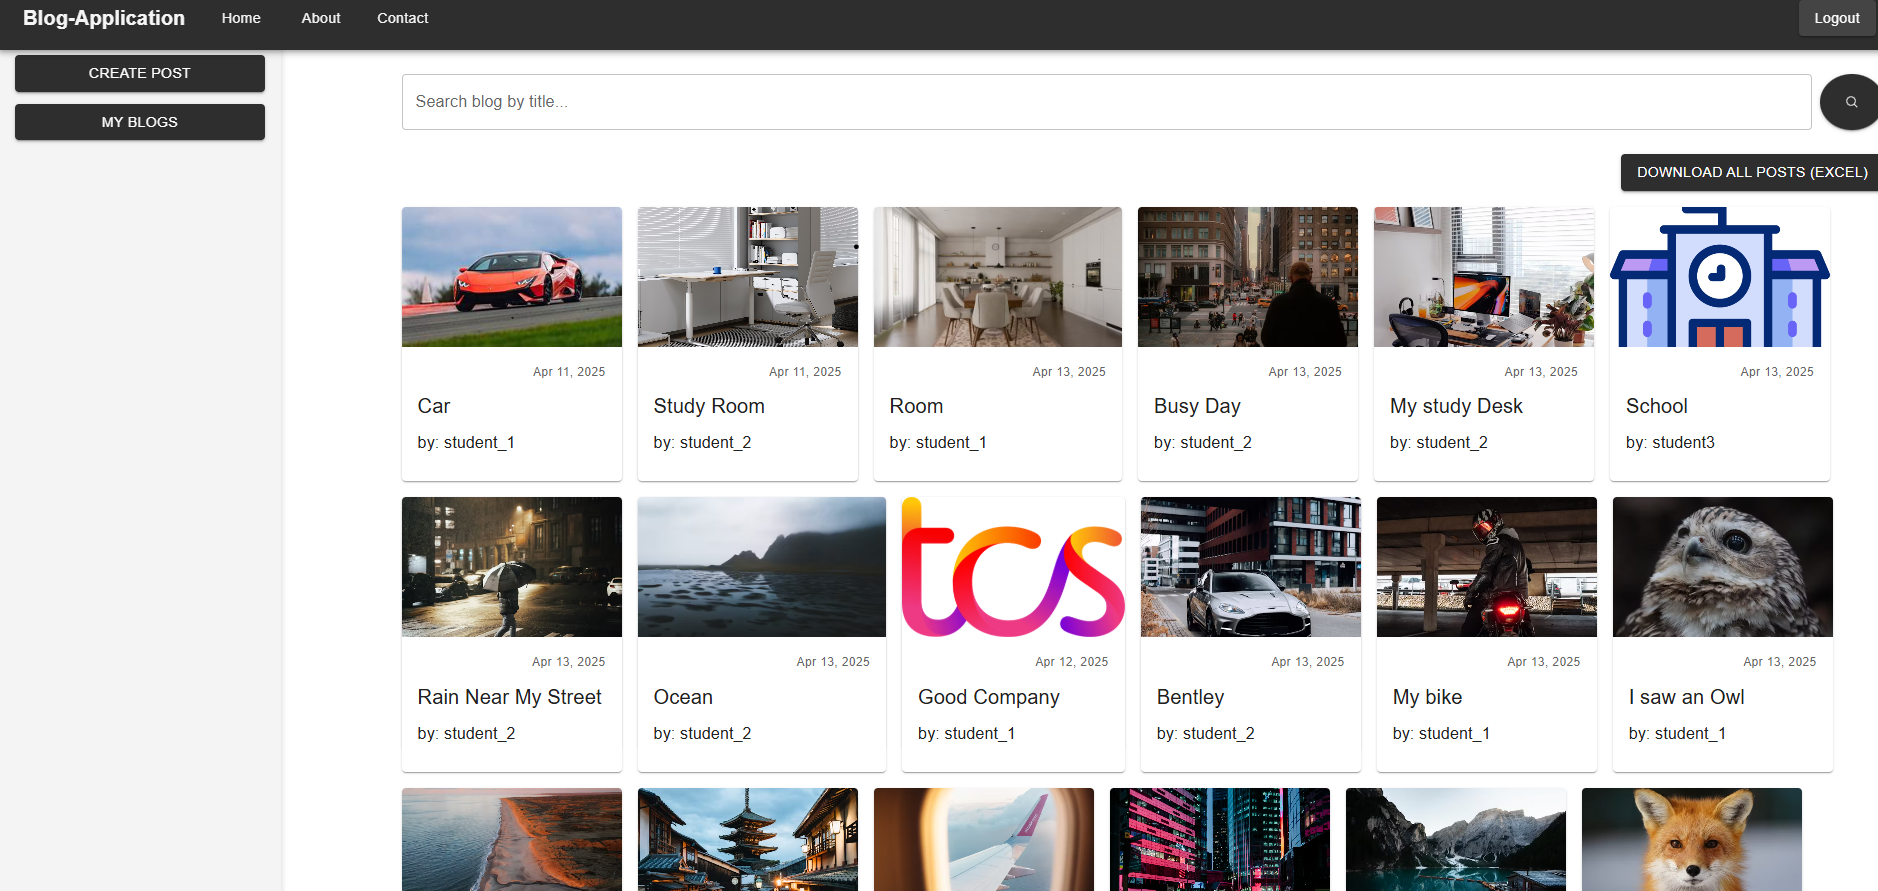 Blog-Application
Home
About
Contact
Logout
CREATE POST
MY BLOGS
Search blog by title...
DOWNLOAD ALL POSTS (EXCEL)
Apr 11, 2025
Car
by: student_1
Apr 11, 2025
Study Room
by: student_2
Apr 13, 2025
Room
by: student_1
Apr 13, 2025
Busy Day
by: student_2
Apr 13, 2025
My study Desk
by: student_2
Apr 13, 2025
School
by: student3
Apr 13, 2025
Rain Near My Street
by: student_2
Apr 13, 2025
Ocean
by: student_2
tcs
Apr 12, 2025
Good Company
by: student_1
Apr 13, 2025
Bentley
by: student_2
Apr 13, 2025
My bike
by: student_1
Apr 13, 2025
I saw an Owl
by: student_1